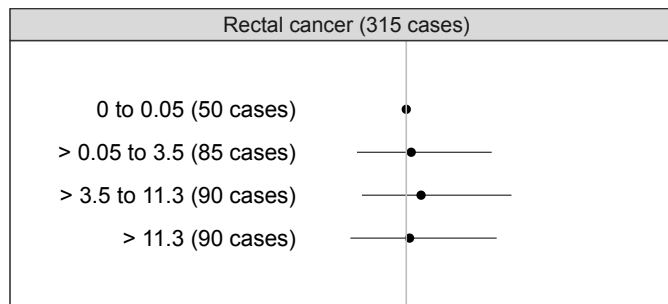 Rectal cancer (315 cases)
0 to 0.05 (50 cases)
> 0.05 to 3.5 (85 cases)
> 3.5 to 11.3 (90 cases)
> 11.3 (90 cases)